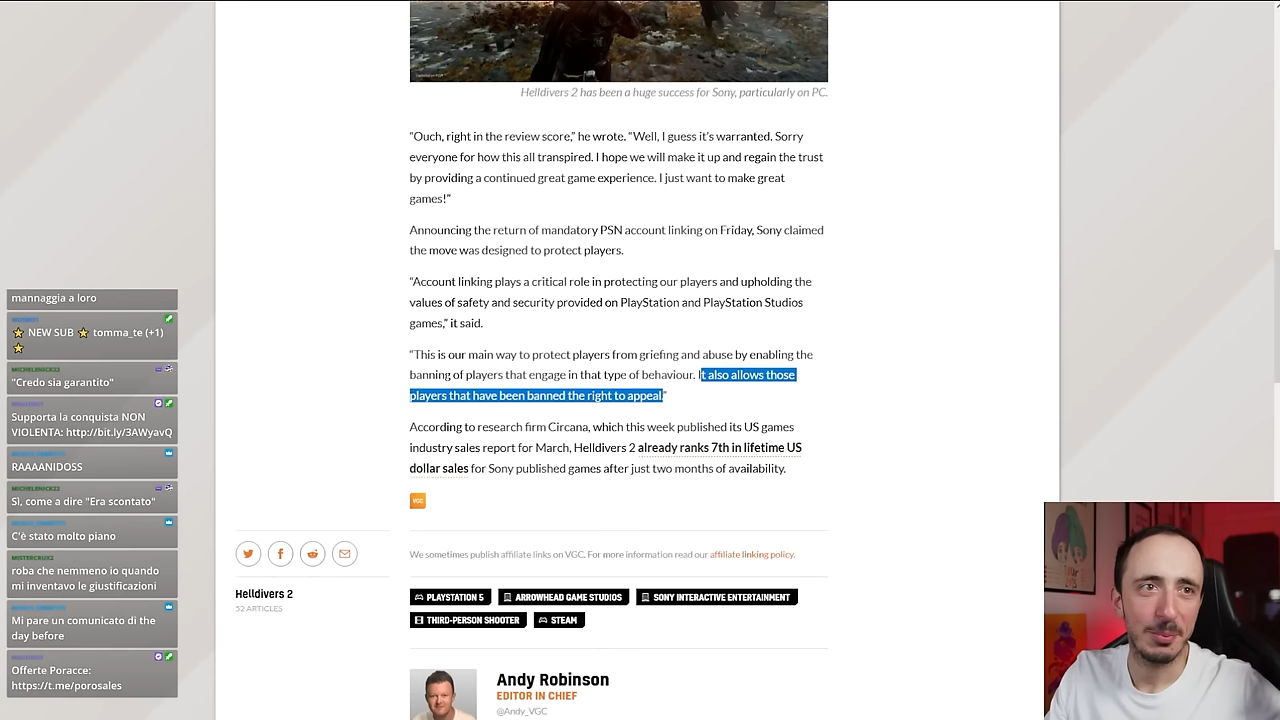 Helldivers 2 has been a huge success for Sony, particularly on PC.
“Ouch, right in the review score,” he wrote. “Well, I guess it’s warranted. Sorry
everyone for how this all transpired. I hope we will make it up and regain the trust
by providing a continued great game experience. I just want to make great
games!”
Announcing the return of mandatory PSN account linking on Friday, Sony claimed
the move was designed to protect players.
“Account linking plays a critical role in protecting our players and upholding the
values of safety and security provided on PlayStation and PlayStation Studios
games,” it said.
“This is our main way to protect players from griefing and abuse by enabling the
banning of players that engage in that type of behaviour. It also allows those
players that have been banned the right to appeal.”
According to research firm Circana, which this week published its US games
industry sales report for March, Helldivers 2 already ranks 7th in lifetime US
dollar sales for Sony published games after just two months of availability.
VGC
We sometimes publish affiliate links on VGC. For more information read our affiliate linking policy.
Helldivers 2
52 ARTICLES
PLAYSTATION 5
ARROWHEAD GAME STUDIOS
SONY INTERACTIVE ENTERTAINMENT
THIRD-PERSON SHOOTER
STEAM
Andy Robinson
EDITOR IN CHIEF
@Andy_VGC
mannaggia a loro
NEW SUB
tomma_te (+1)
MICHELENICK22
"Credo sia garantito"
Supporta la conquista NON
VIOLENTA: http://bit.ly/3AWyavQ
RAAAANIDOSS
MICHELENICK22
Sì, come a dire "Era scontato"
C'è stato molto piano
MISTERCRUX2
roba che nemmeno io quando
mi inventavo le giustificazioni
Mi pare un comunicato di the
day before
Offerte Poracce:
https://t.me/porosales